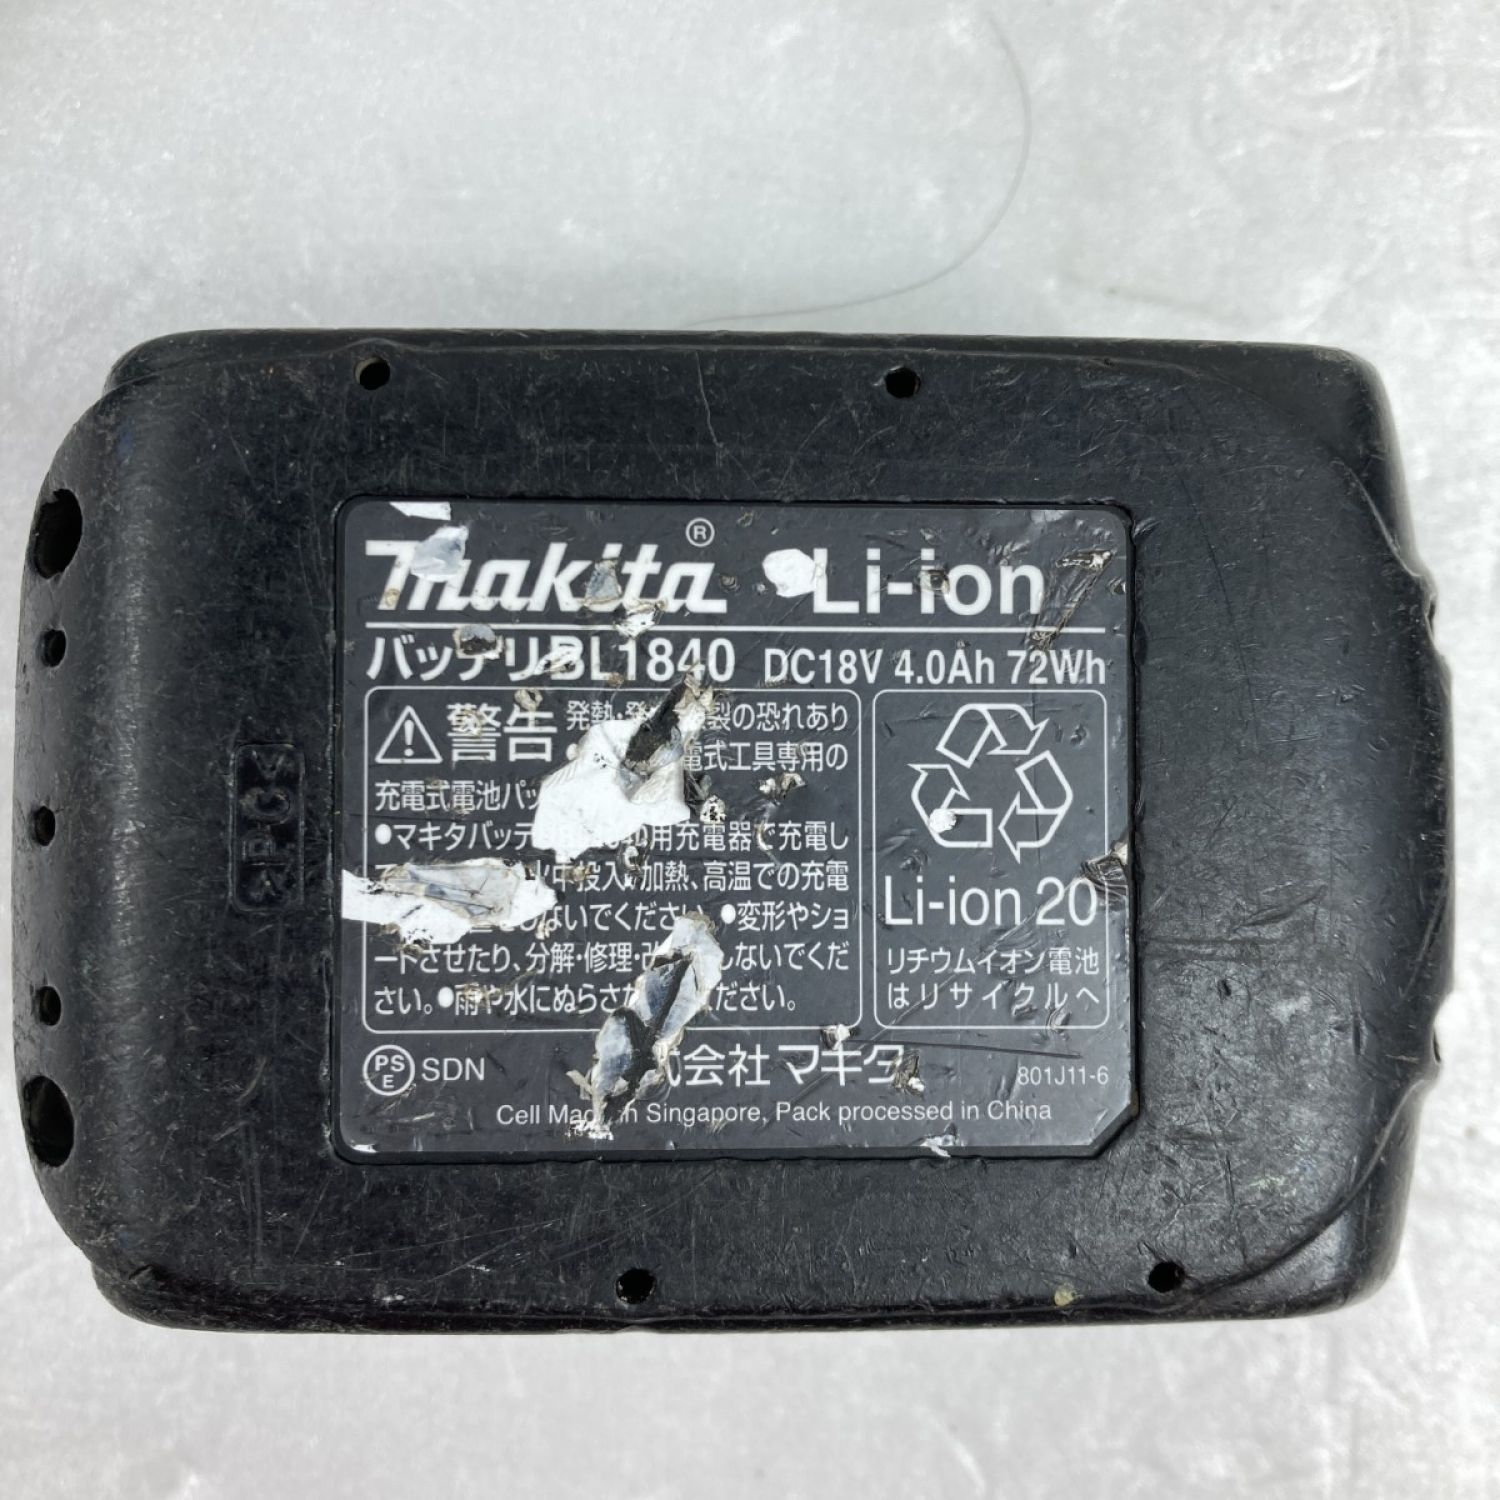 makita® Li-ion
バッテリBL1840 DC18V 4.0Ah 72Wh
警告 発熱・発 裂の恐れあり
電式工具専用の
充電式電池パッ
●マキタバッテ 用充電器で充電し
火中投入 加熱、高温での充電
しないでください。●変形やショ
ートさせたり、分解・修理・改 しないでくだ
さい。●雨や水にぬらさ ださい。
Li-ion 20
リチウムイオン電池
はリサイクルへ
PSE SDN 式会社マキタ 801J11-6
Cell Made in Singapore, Pack processed in China
>PC<